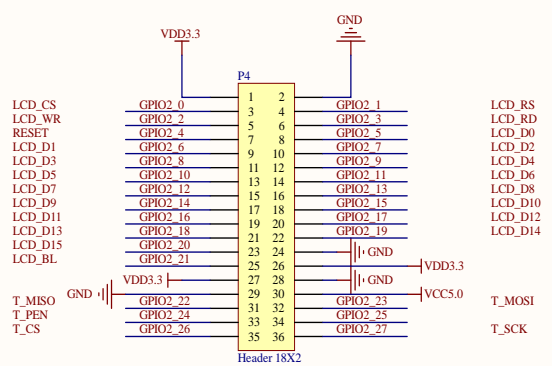 GND
VDD3.3
P4
1 2
LCD_CS GPIO2_0 3 4 GPIO2_1 LCD_RS
LCD_WR GPIO2_2 5 6 GPIO2_3 LCD_RD
RESET GPIO2_4 7 8 GPIO2_5 LCD_D0
LCD_D1 GPIO2_6 9 10 GPIO2_7 LCD_D2
LCD_D3 GPIO2_8 11 12 GPIO2_9 LCD_D4
LCD_D5 GPIO2_10 13 14 GPIO2_11 LCD_D6
LCD_D7 GPIO2_12 15 16 GPIO2_13 LCD_D8
LCD_D9 GPIO2_14 17 18 GPIO2_15 LCD_D10
LCD_D11 GPIO2_16 19 20 GPIO2_17 LCD_D12
LCD_D13 GPIO2_18 21 22 GPIO2_19 LCD_D14
LCD_D15 GPIO2_20 23 24 GND
LCD_BL GPIO2_21 25 26 VDD3.3
VDD3.3 27 28 GND
GND 29 30 VCC5.0
T_MISO GPIO2_22 31 32 GPIO2_23 T_MOSI
T_PEN GPIO2_24 33 34 GPIO2_25
T_CS GPIO2_26 35 36 GPIO2_27 T_SCK
Header 18X2